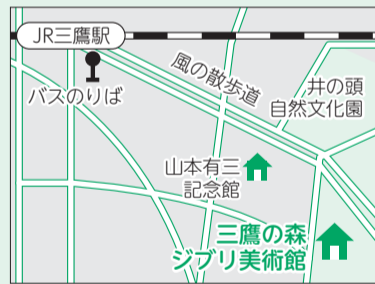 JR三鷹駅
バスのりば
風の散歩道
井の頭
自然文化園
山本有三
記念館
三鷹の森
ジブリ美術館